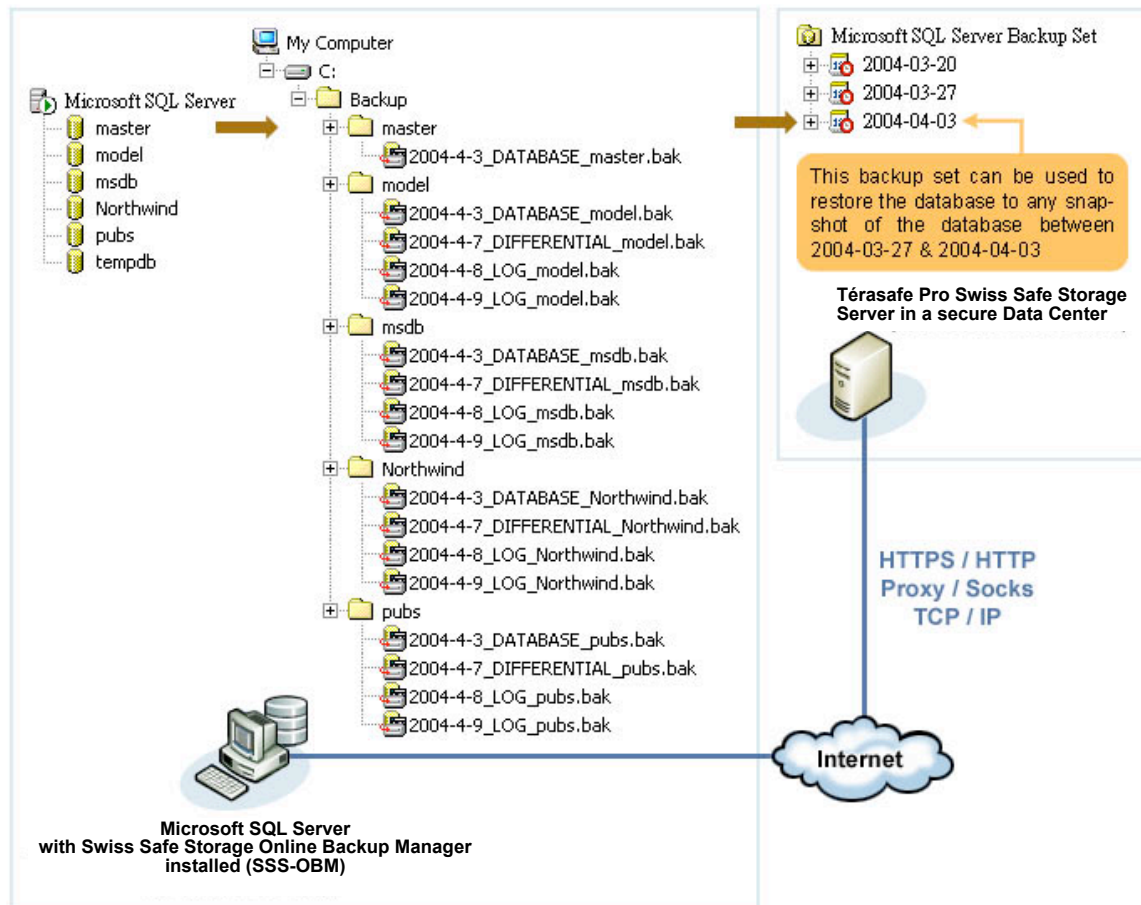 Microsoft SQL Server
master
model
msdb
Northwind
pubs
tempdb
My Computer
C:
Backup
master
2004-4-3_DATABASE_master.bak
model
2004-4-3_DATABASE_model.bak
2004-4-7_DIFFERENTIAL_model.bak
2004-4-8_LOG_model.bak
2004-4-9_LOG_model.bak
msdb
2004-4-3_DATABASE_msdb.bak
2004-4-7_DIFFERENTIAL_msdb.bak
2004-4-8_LOG_msdb.bak
2004-4-9_LOG_msdb.bak
Northwind
2004-4-3_DATABASE_Northwind.bak
2004-4-7_DIFFERENTIAL_Northwind.bak
2004-4-8_LOG_Northwind.bak
2004-4-9_LOG_Northwind.bak
pubs
2004-4-3_DATABASE_pubs.bak
2004-4-7_DIFFERENTIAL_pubs.bak
2004-4-8_LOG_pubs.bak
2004-4-9_LOG_pubs.bak
Microsoft SQL Server
with Swiss Safe Storage Online Backup Manager
installed (SSS-OBM)
Microsoft SQL Server Backup Set
2004-03-20
2004-03-27
2004-04-03
This backup set can be used to
restore the database to any snap-
shot of the database between
2004-03-27 & 2004-04-03
Térasafe Pro Swiss Safe Storage
Server in a secure Data Center
HTTPS / HTTP
Proxy / Socks
TCP / IP
Internet